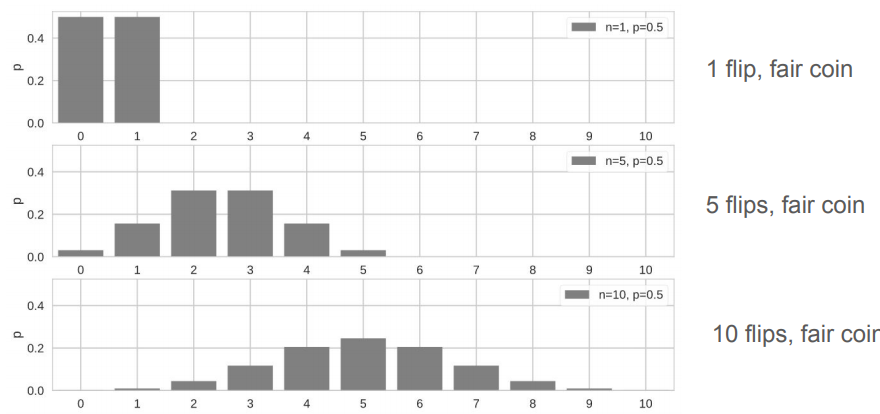 0.4
n=1, p=0.5
p
0.2
0.0
0 1 2 3 4 5 6 7 8 9 10
1 flip, fair coin
0.4
n=5, p=0.5
p
0.2
0.0
0 1 2 3 4 5 6 7 8 9 10
5 flips, fair coin
0.4
n=10, p=0.5
p
0.2
0.0
0 1 2 3 4 5 6 7 8 9 10
10 flips, fair coin